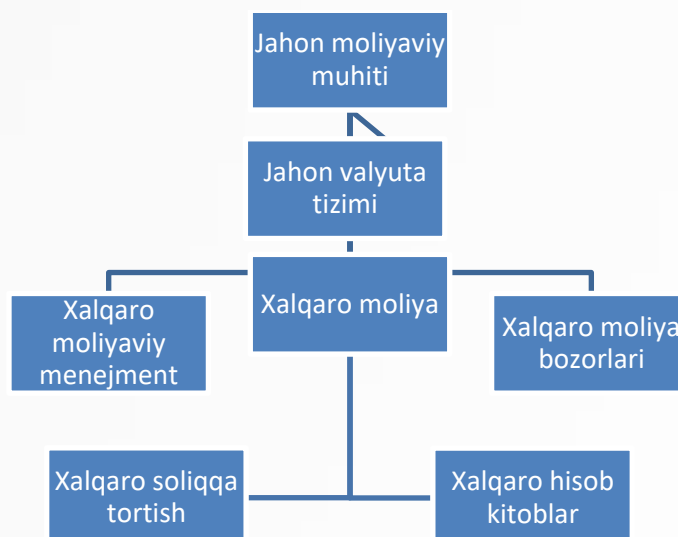 Jahon moliyaviy
muhiti
Jahon valyuta
tizimi
Xalqaro moliya
Xalqaro
moliyaviy
menejment
Xalqaro moliya
bozorlari
Xalqaro soliqqa
tortish
Xalqaro hisob
kitoblar